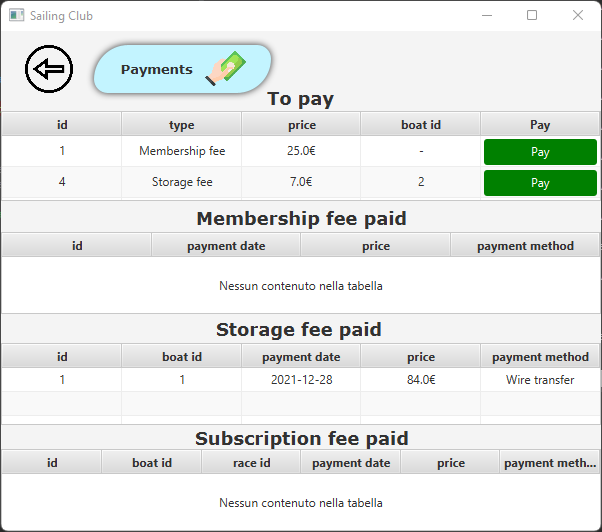 Sailing Club
Payments
To pay
id type price boat id Pay
1 Membership fee 25.0€ - Pay
4 Storage fee 7.0€ 2 Pay
Membership fee paid
id payment date price payment method
Nessun contenuto nella tabella
Storage fee paid
id boat id payment date price payment method
1 1 2021-12-28 84.0€ Wire transfer
Subscription fee paid
id boat id race id payment date price payment meth...
Nessun contenuto nella tabella